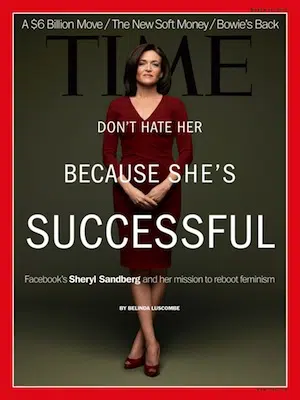 A $6 Billion Move / The New Soft Money / Bowie's Back
TIME
DON'T HATE HER
BECAUSE SHE'S
SUCCESSFUL
Facebook's Sheryl Sandberg and her mission to reboot feminism
BY BELINDA LUSCOMBE